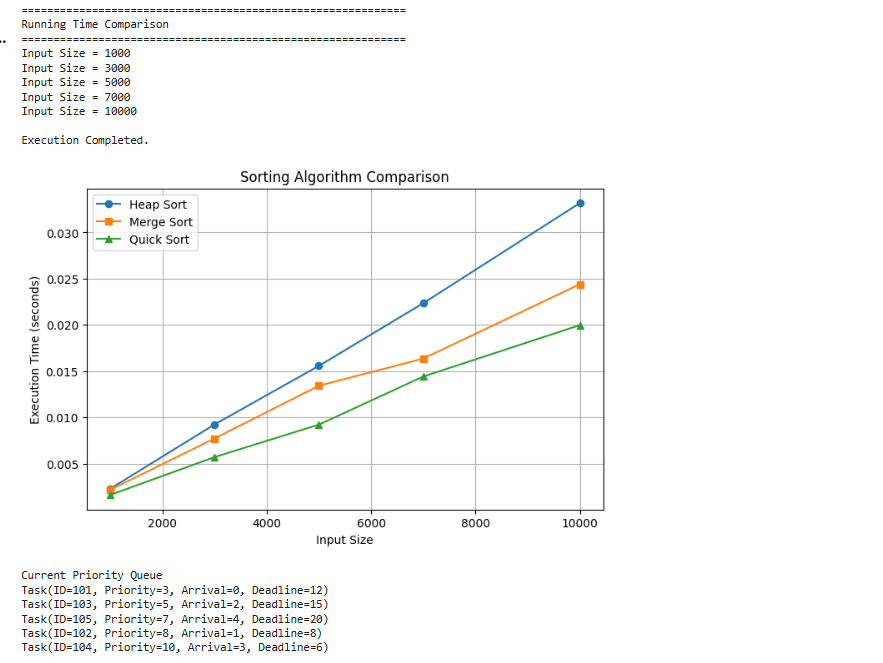 ============================================================
Running Time Comparison
============================================================
Input Size = 1000
Input Size = 3000
Input Size = 5000
Input Size = 7000
Input Size = 10000
Execution Completed.
Sorting Algorithm Comparison
Heap Sort
Merge Sort
Quick Sort
0.030
0.025
0.020
0.015
0.010
0.005
Execution Time (seconds)
2000 4000 6000 8000 10000
Input Size
Current Priority Queue
Task(ID=101, Priority=3, Arrival=0, Deadline=12)
Task(ID=103, Priority=5, Arrival=2, Deadline=15)
Task(ID=105, Priority=7, Arrival=4, Deadline=20)
Task(ID=102, Priority=8, Arrival=1, Deadline=8)
Task(ID=104, Priority=10, Arrival=3, Deadline=6)